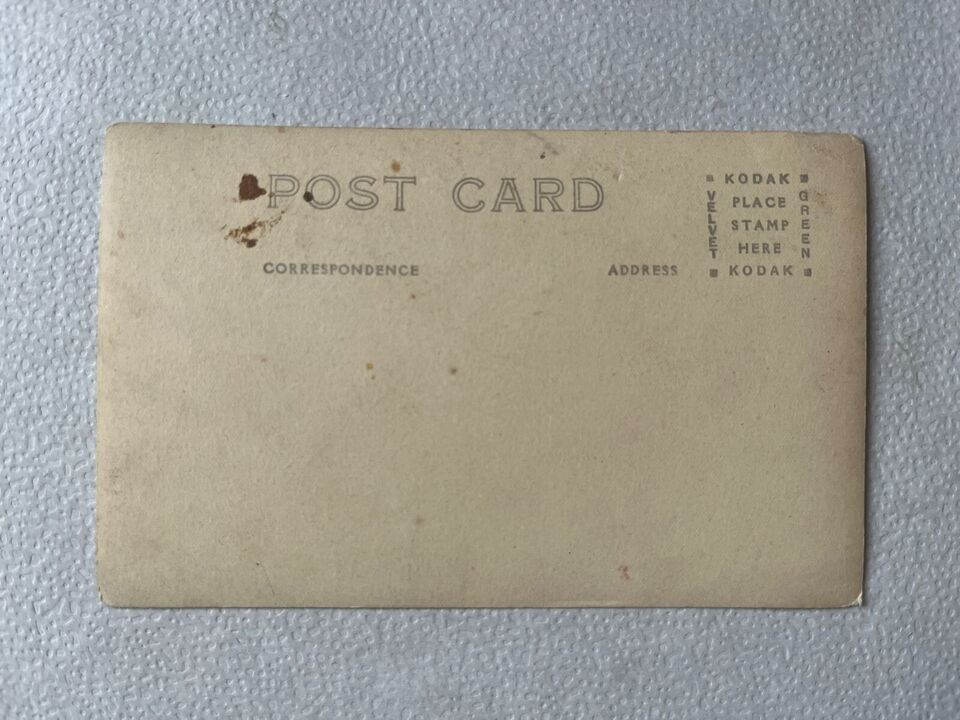 POST CARD
CORRESPONDENCE
ADDRESS
KODAK
VELVET
PLACE
STAMP
HERE
GREEN
KODAK